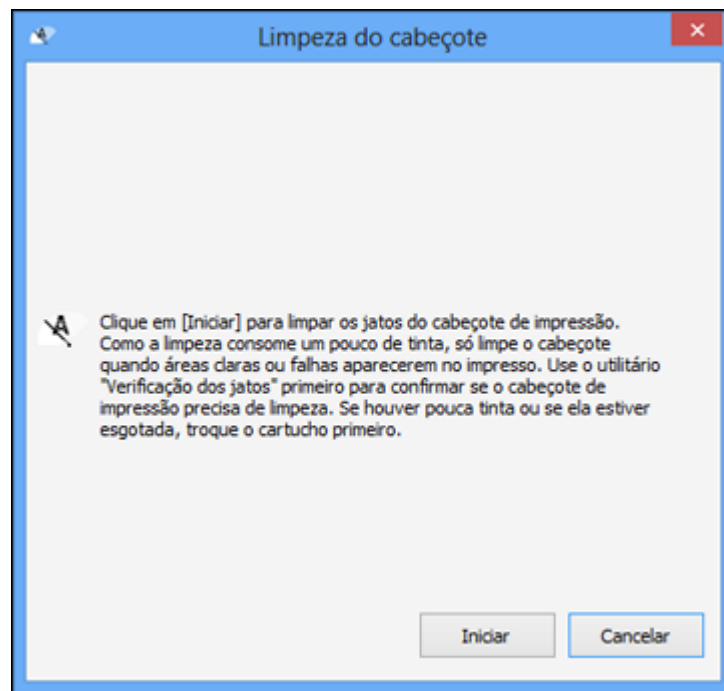 Limpeza do cabeçote
Clique em [Iniciar] para limpar os jatos do cabeçote de impressão.
Como a limpeza consome um pouco de tinta, só limpe o cabeçote
quando áreas claras ou falhas aparecerem no impresso. Use o utilitário
"Verificação dos jatos" primeiro para confirmar se o cabeçote de
impressão precisa de limpeza. Se houver pouca tinta ou se ela estiver
esgotada, troque o cartucho primeiro.
Iniciar
Cancelar